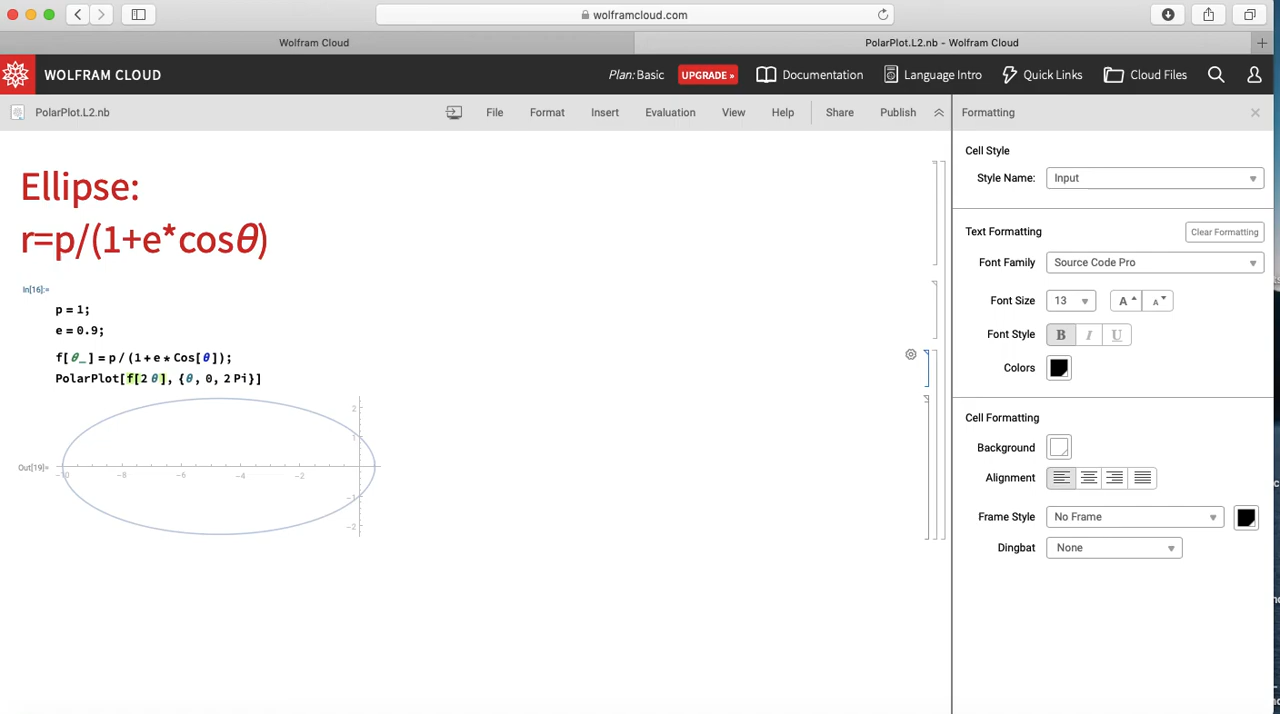 wolframcloud.com
Wolfram Cloud
PolarPlot.L2.nb - Wolfram Cloud
WOLFRAM CLOUD
Plan: Basic
UPGRADE »
Documentation
Language Intro
Quick Links
Cloud Files
PolarPlot.L2.nb
File
Format
Insert
Evaluation
View
Help
Share
Publish
Formatting
Ellipse:
r=p/(1+e*cosθ)
In[16]:=
p = 1;
e = 0.9;
f[θ_] = p / (1 + e * Cos[θ]);
PolarPlot[f[2 θ], {θ, 0, 2 Pi}]
Out[19]=
2
1
-10
-8
-6
-4
-2
-1
-2
Cell Style
Style Name:
Input
Text Formatting
Clear Formatting
Font Family
Source Code Pro
Font Size
13
A
A
Font Style
B
I
U
Colors
Cell Formatting
Background
Alignment
Frame Style
No Frame
Dingbat
None